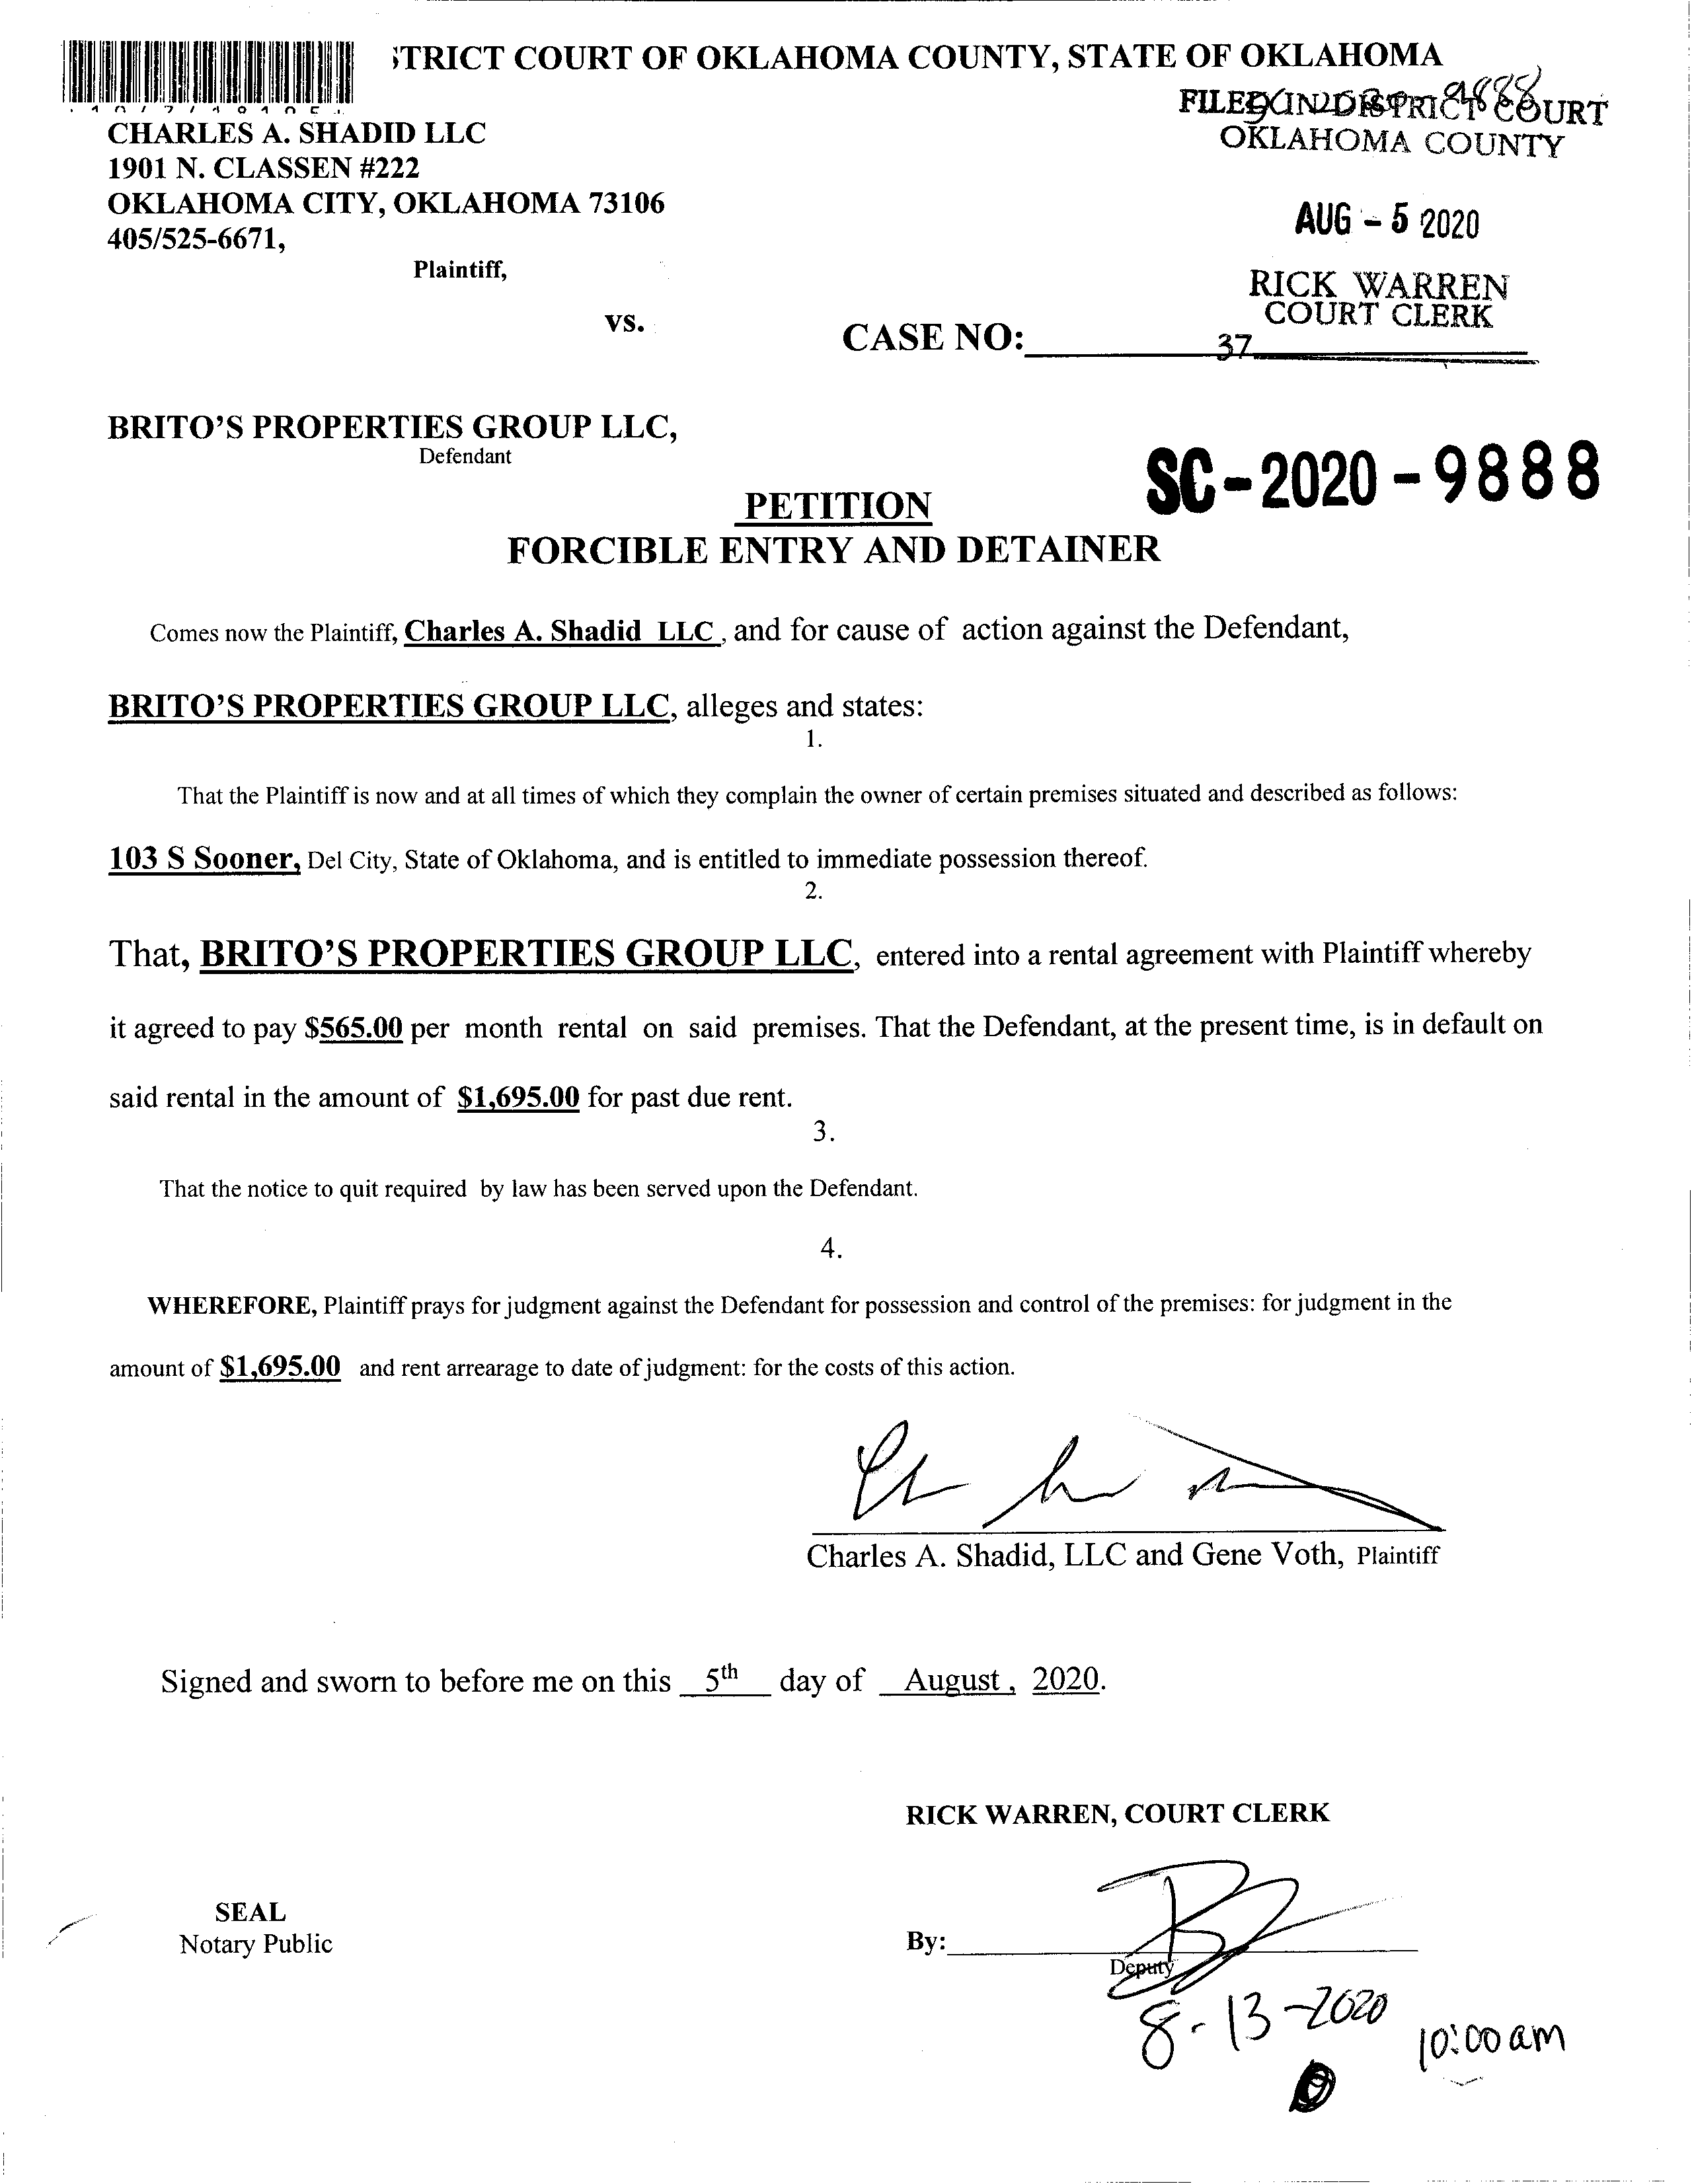 TRICT COURT OF OKLAHOMA COUNTY, STATE OF OKLAHOMA
FILED IN DISTRICT COURT
OKLAHOMA COUNTY
CHARLES A. SHADID LLC
1901 N. CLASSEN #222
OKLAHOMA CITY, OKLAHOMA 73106
405/525-6671,
Plaintiff,
AUG - 5 2020
RICK WARREN
COURT CLERK
vs.
CASE NO:
37
BRITO'S PROPERTIES GROUP LLC,
Defendant
SC-2020-9888
PETITION
FORCIBLE ENTRY AND DETAINER
Comes now the Plaintiff, Charles A. Shadid LLC , and for cause of action against the Defendant,
BRITO'S PROPERTIES GROUP LLC, alleges and states:
1.
That the Plaintiff is now and at all times of which they complain the owner of certain premises situated and described as follows:
103 S Sooner, Del City, State of Oklahoma, and is entitled to immediate possession thereof.
2.
That, BRITO'S PROPERTIES GROUP LLC, entered into a rental agreement with Plaintiff whereby
it agreed to pay $565.00 per month rental on said premises. That the Defendant, at the present time, is in default on
said rental in the amount of $1,695.00 for past due rent.
3.
That the notice to quit required by law has been served upon the Defendant.
4.
WHEREFORE, Plaintiff prays for judgment against the Defendant for possession and control of the premises: for judgment in the
amount of $1,695.00 and rent arrearage to date of judgment: for the costs of this action.
Charles A. Shadid, LLC and Gene Voth, Plaintiff
Signed and sworn to before me on this 5th day of August , 2020.
RICK WARREN, COURT CLERK
SEAL
Notary Public
By:
Deputy
8-13-2020
10:00 am